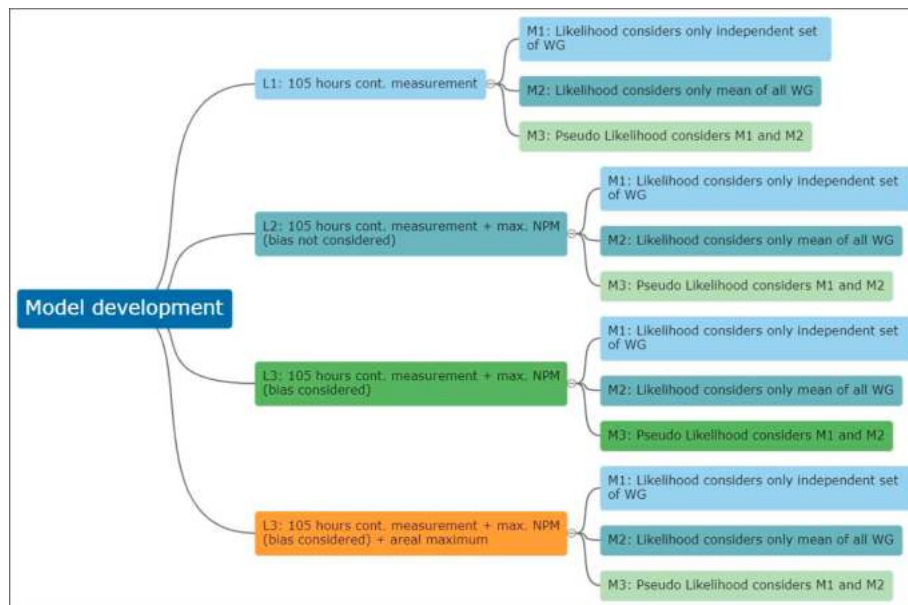 Model development
L1: 105 hours cont. measurement
M1: Likelihood considers only independent set
of WG
M2: Likelihood considers only mean of all WG
M3: Pseudo Likelihood considers M1 and M2
L2: 105 hours cont. measurement + max. NPM
(bias not considered)
M1: Likelihood considers only independent set
of WG
M2: Likelihood considers only mean of all WG
M3: Pseudo Likelihood considers M1 and M2
L3: 105 hours cont. measurement + max. NPM
(bias considered)
M1: Likelihood considers only independent set
of WG
M2: Likelihood considers only mean of all WG
M3: Pseudo Likelihood considers M1 and M2
L3: 105 hours cont. measurement + max. NPM
(bias considered) + areal maximum
M1: Likelihood considers only independent set
of WG
M2: Likelihood considers only mean of all WG
M3: Pseudo Likelihood considers M1 and M2